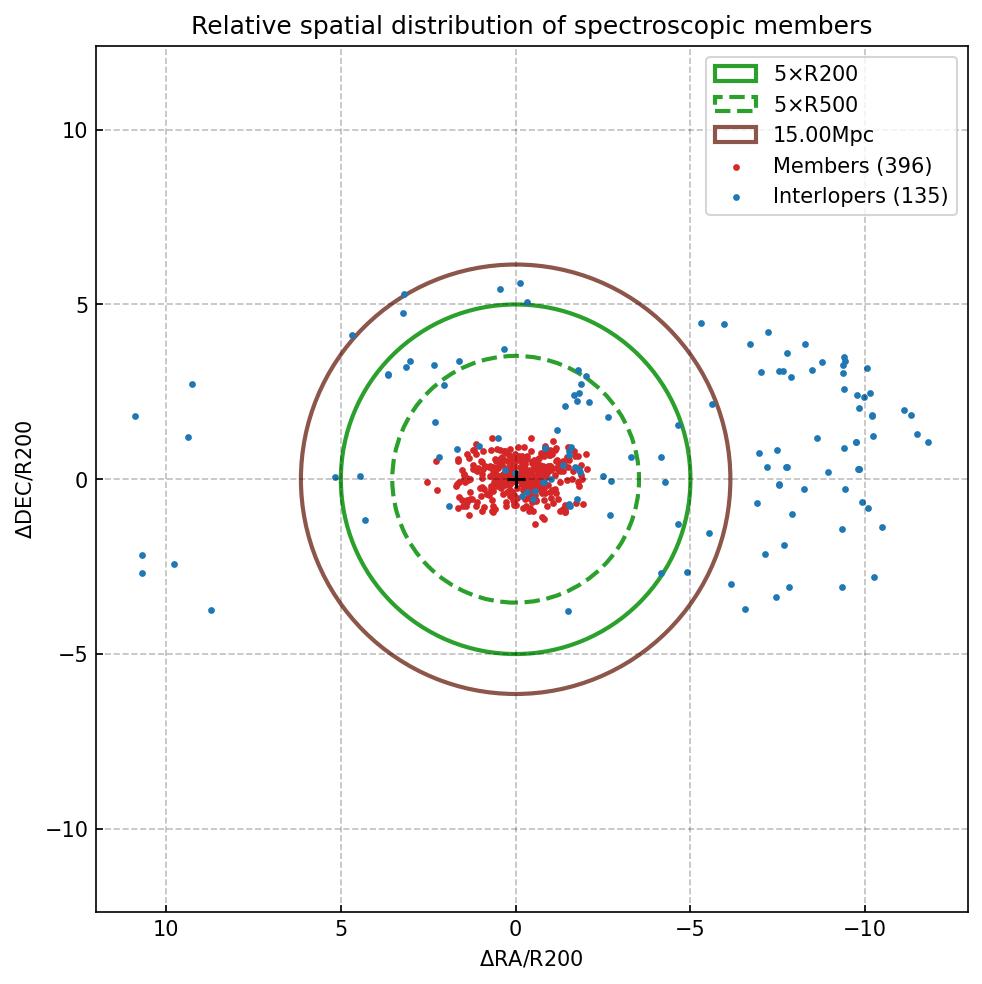 Relative spatial distribution of spectroscopic members
5×R200
5×R500
15.00Mpc
Members (396)
Interlopers (135)
10
5
0
−5
−10
ΔDEC/R200
10
5
0
−5
−10
ΔRA/R200